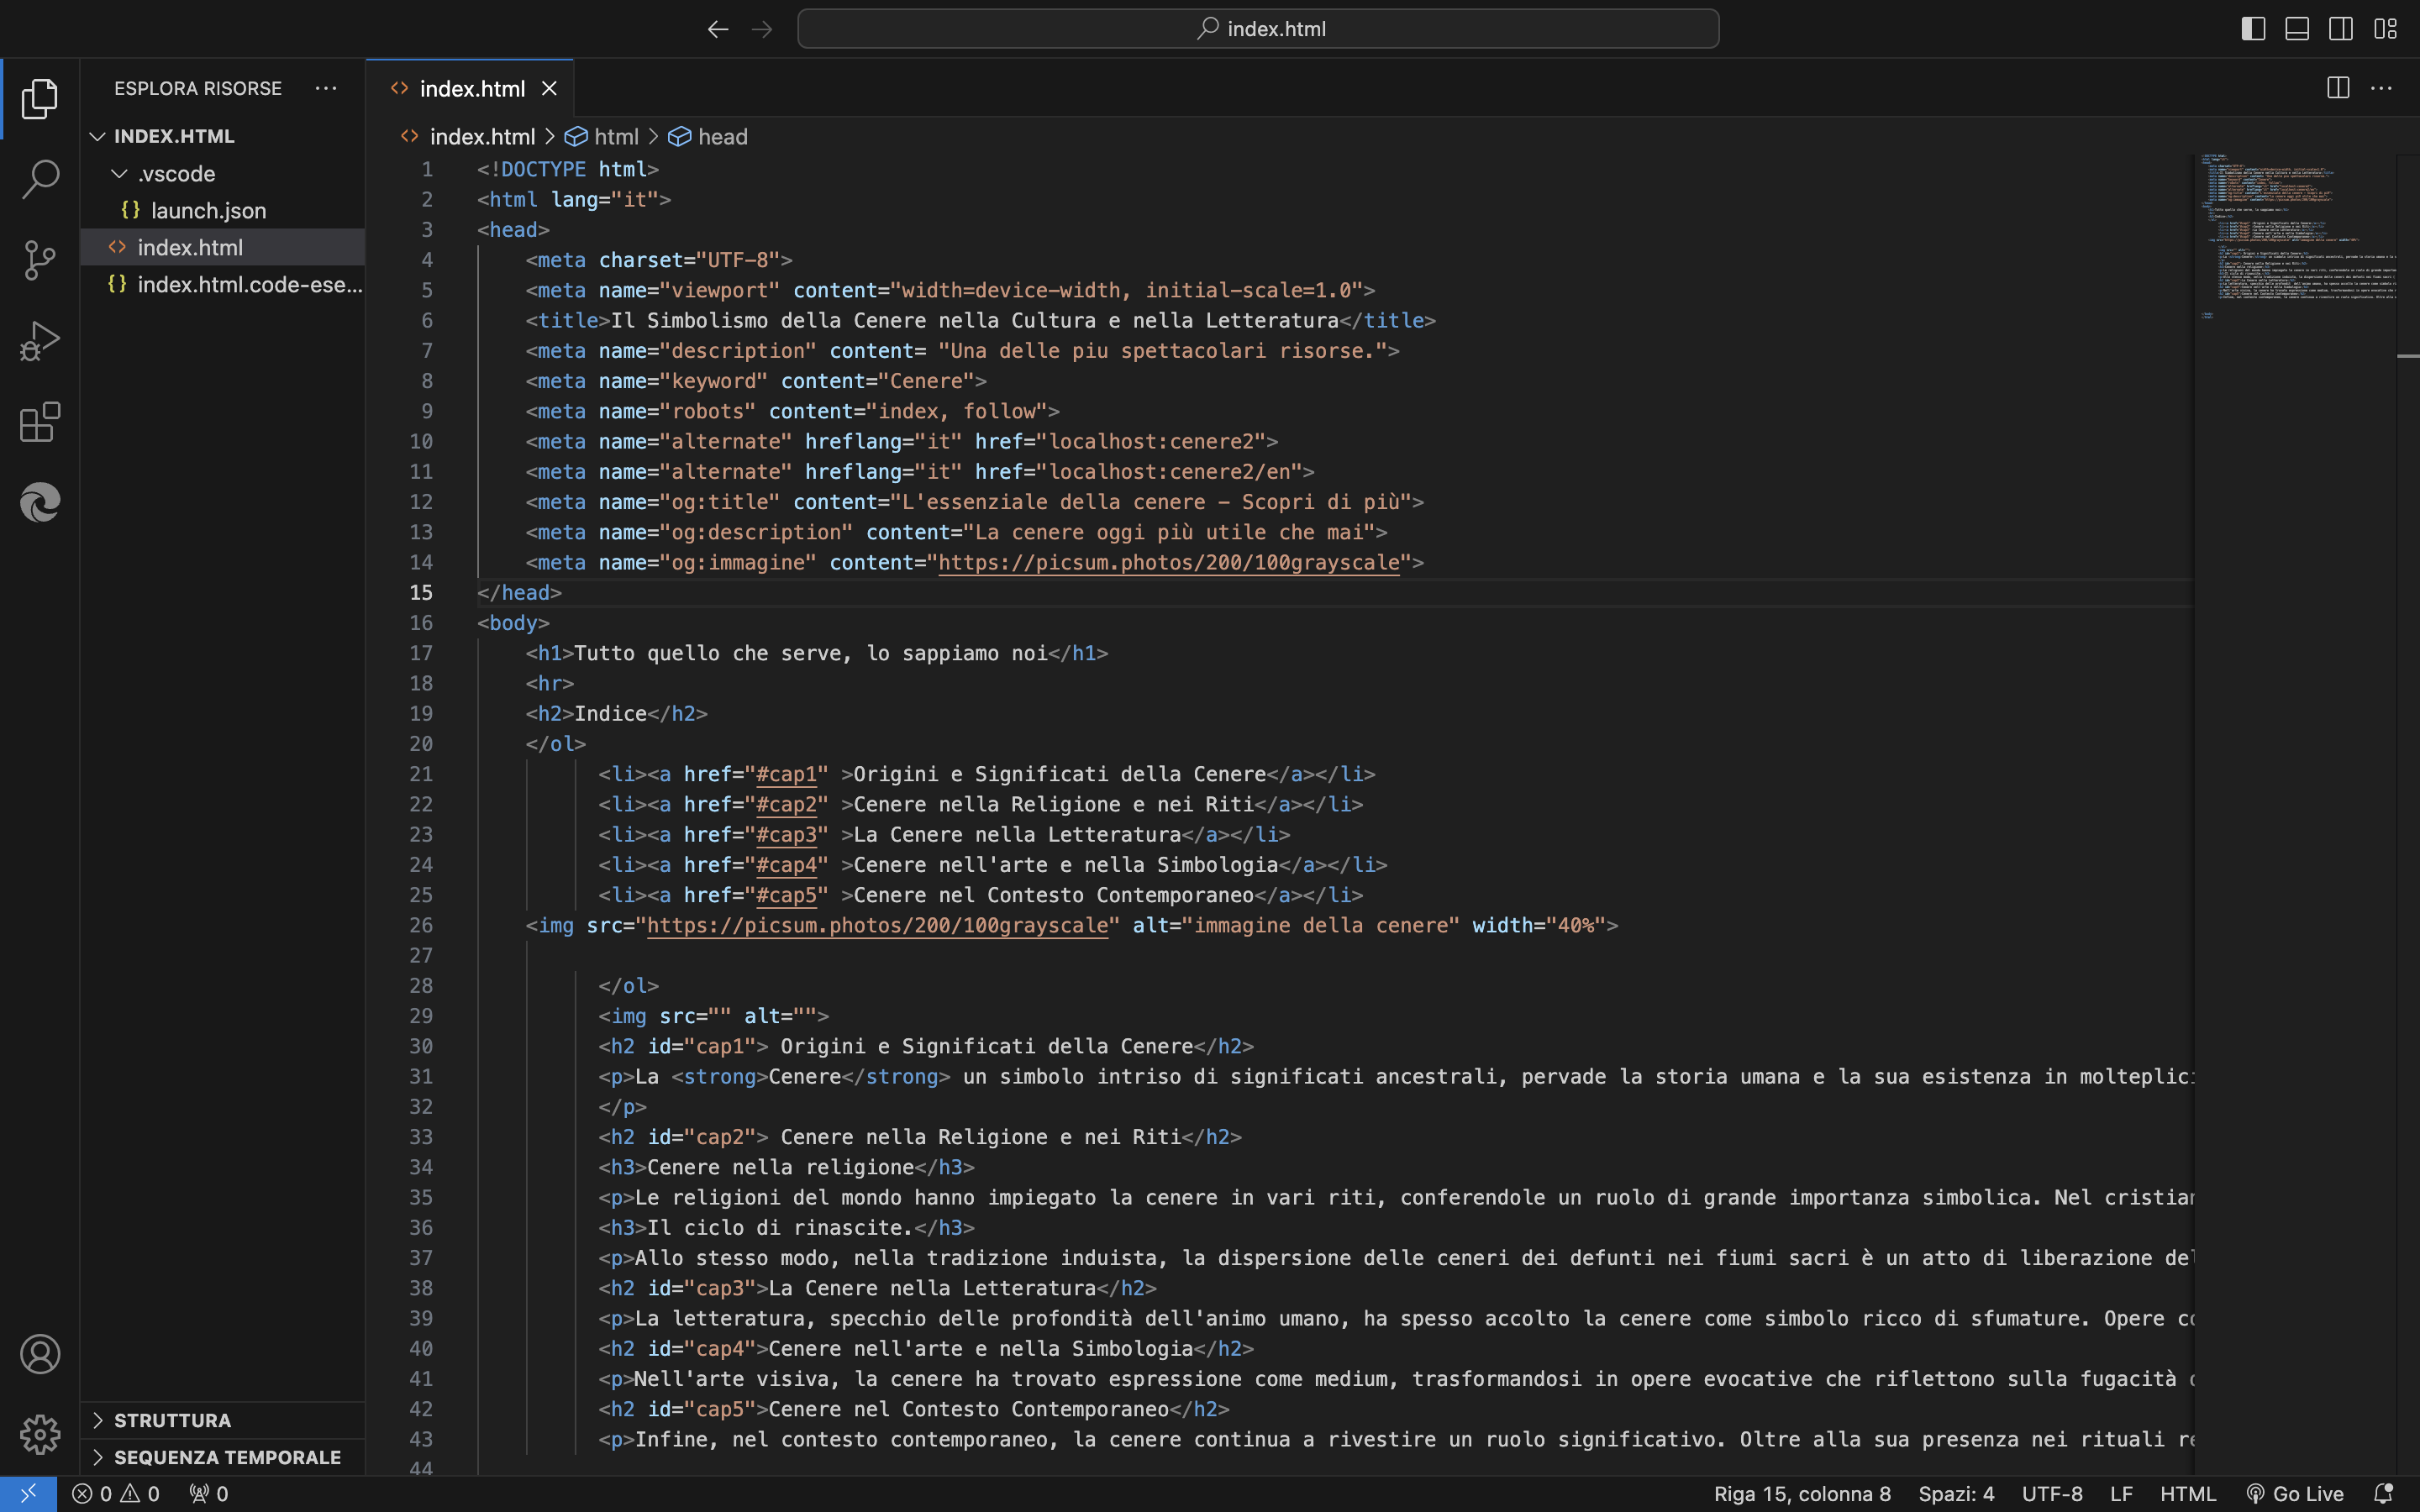 index.html
ESPLORA RISORSE ···
INDEX.HTML
.vscode
{} launch.json
<> index.html
{} index.html.code-ese...
STRUTTURA
SEQUENZA TEMPORALE
<> index.html
<> index.html > html > head
1 <!DOCTYPE html>
2 <html lang="it">
3 <head>
4 <meta charset="UTF-8">
5 <meta name="viewport" content="width=device-width, initial-scale=1.0">
6 <title>Il Simbolismo della Cenere nella Cultura e nella Letteratura</title>
7 <meta name="description" content= "Una delle piu spettacolari risorse.">
8 <meta name="keyword" content="Cenere">
9 <meta name="robots" content="index, follow">
10 <meta name="alternate" hreflang="it" href="localhost:cenere2">
11 <meta name="alternate" hreflang="it" href="localhost:cenere2/en">
12 <meta name="og:title" content="L'essenziale della cenere – Scopri di più">
13 <meta name="og:description" content="La cenere oggi più utile che mai">
14 <meta name="og:immagine" content="https://picsum.photos/200/100grayscale">
15 </head>
16 <body>
17 <h1>Tutto quello che serve, lo sappiamo noi</h1>
18 <hr>
19 <h2>Indice</h2>
20 </ol>
21 <li><a href="#cap1" >Origini e Significati della Cenere</a></li>
22 <li><a href="#cap2" >Cenere nella Religione e nei Riti</a></li>
23 <li><a href="#cap3" >La Cenere nella Letteratura</a></li>
24 <li><a href="#cap4" >Cenere nell'arte e nella Simbologia</a></li>
25 <li><a href="#cap5" >Cenere nel Contesto Contemporaneo</a></li>
26 <img src="https://picsum.photos/200/100grayscale" alt="immagine della cenere" width="40%">
27
28 </ol>
29 <img src="" alt="">
30 <h2 id="cap1"> Origini e Significati della Cenere</h2>
31 <p>La <strong>Cenere</strong> un simbolo intriso di significati ancestrali, pervade la storia umana e la sua esistenza in molteplici
32 </p>
33 <h2 id="cap2"> Cenere nella Religione e nei Riti</h2>
34 <h3>Cenere nella religione</h3>
35 <p>Le religioni del mondo hanno impiegato la cenere in vari riti, conferendole un ruolo di grande importanza simbolica. Nel cristian
36 <h3>Il ciclo di rinascite.</h3>
37 <p>Allo stesso modo, nella tradizione induista, la dispersione delle ceneri dei defunti nei fiumi sacri è un atto di liberazione del
38 <h2 id="cap3">La Cenere nella Letteratura</h2>
39 <p>La letteratura, specchio delle profondità dell'animo umano, ha spesso accolto la cenere come simbolo ricco di sfumature. Opere co
40 <h2 id="cap4">Cenere nell'arte e nella Simbologia</h2>
41 <p>Nell'arte visiva, la cenere ha trovato espressione come medium, trasformandosi in opere evocative che riflettono sulla fugacità
42 <h2 id="cap5">Cenere nel Contesto Contemporaneo</h2>
43 <p>Infine, nel contesto contemporaneo, la cenere continua a rivestire un ruolo significativo. Oltre alla sua presenza nei rituali re
44
0 0 0 Riga 15, colonna 8 Spazi: 4 UTF-8 LF HTML Go Live